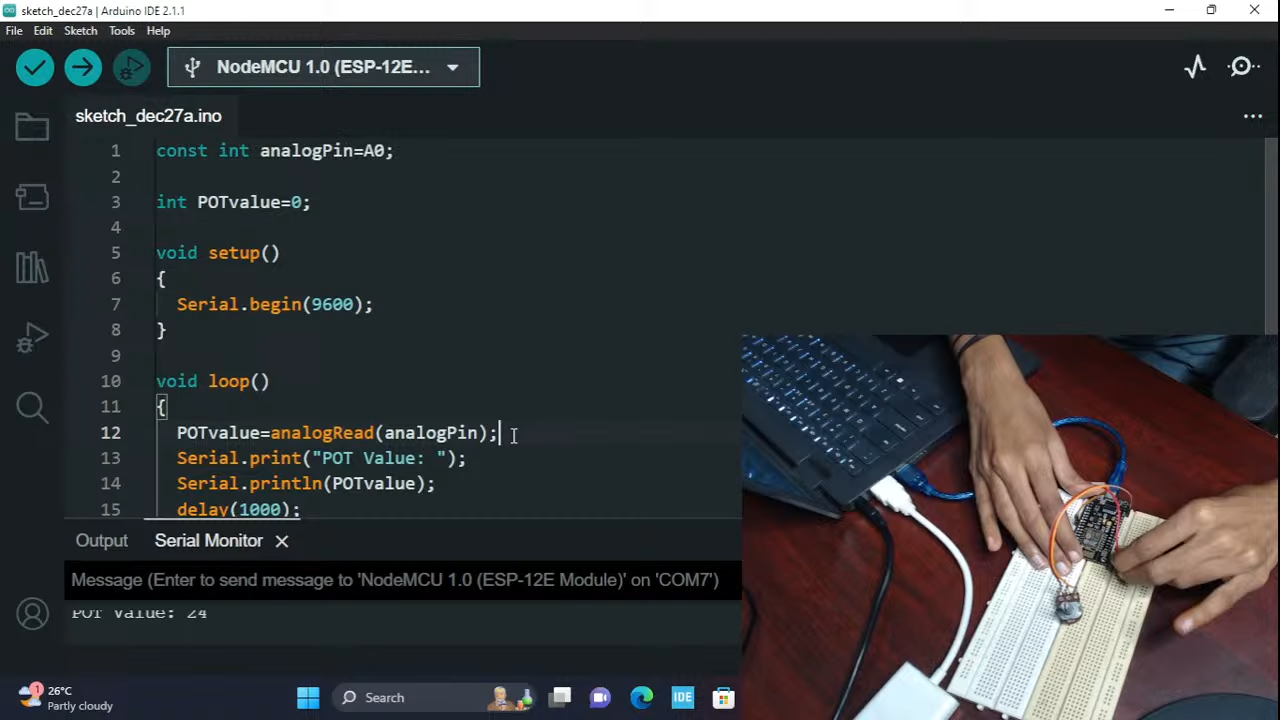 sketch_dec27a | Arduino IDE 2.1.1
File Edit Sketch Tools Help
NodeMCU 1.0 (ESP-12E...
sketch_dec27a.ino
1 const int analogPin=A0;
2
3 int POTvalue=0;
4
5 void setup()
6 {
7 Serial.begin(9600);
8 }
9
10 void loop()
11 {
12 POTvalue=analogRead(analogPin);
13 Serial.print("POT Value: ");
14 Serial.println(POTvalue);
15 delay(1000);
Output Serial Monitor
Message (Enter to send message to 'NodeMCU 1.0 (ESP-12E Module)' on 'COM7')
POT Value: 24
1
26°C
Partly cloudy
Search
IDE